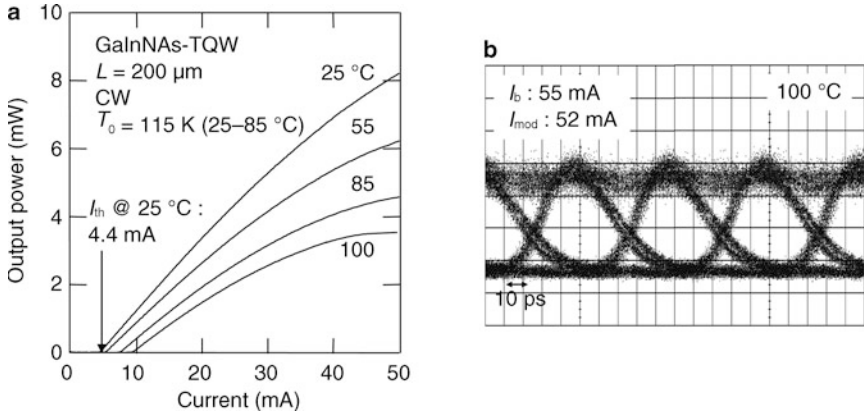 a
GaInNAs-TQW
L = 200 µm
CW
T₀ = 115 K (25–85 °C)
25 °C
55
85
100
Iₜₕ @ 25 °C :
4.4 mA
Output power (mW)
10
8
6
4
2
0
0 10 20 30 40 50
Current (mA)
b
I_b : 55 mA
I_mod : 52 mA
100 °C
10 ps